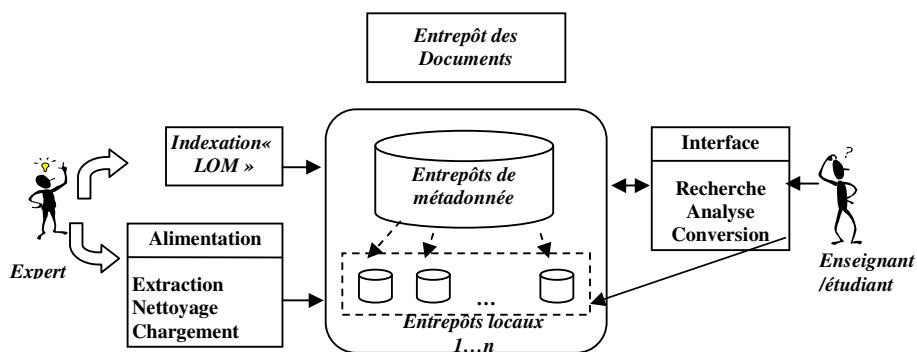 Entrepôt des
Documents
Indexation«
LOM »
Entrepôts de
métadonnée
Interface
Recherche
Analyse
Conversion
?
Expert
Alimentation
Extraction
Nettoyage
Chargement
...
Entrepôts locaux
1...n
Enseignant
/étudiant